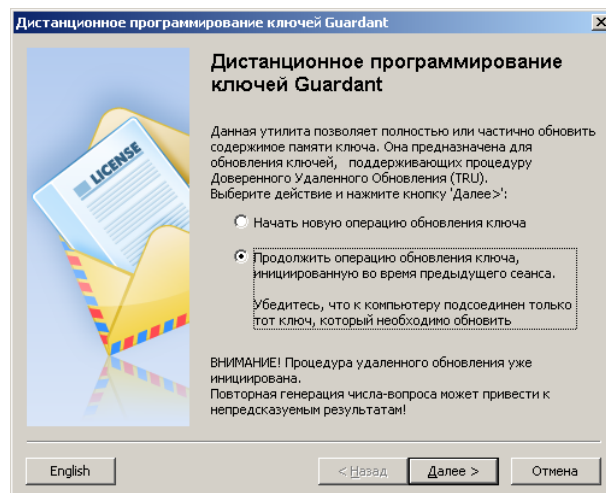 Дистанционное программирование ключей Guardant
Дистанционное программирование
ключей Guardant
LICENSE
Данная утилита позволяет полностью или частично обновить
содержимое памяти ключа. Она предназначена для
обновления ключей, поддерживающих процедуру
Доверенного Удаленного Обновления (TRU).
Выберите действие и нажмите кнопку 'Далее>':
Начать новую операцию обновления ключа
Продолжить операцию обновления ключа,
инициированную во время предыдущего сеанса.
Убедитесь, что к компьютеру подсоединен только
тот ключ, который необходимо обновить
ВНИМАНИЕ! Процедура удаленного обновления уже
инициирована.
Повторная генерация числа-вопроса может привести к
непредсказуемым результатам!
English
< Назад
Далее >
Отмена